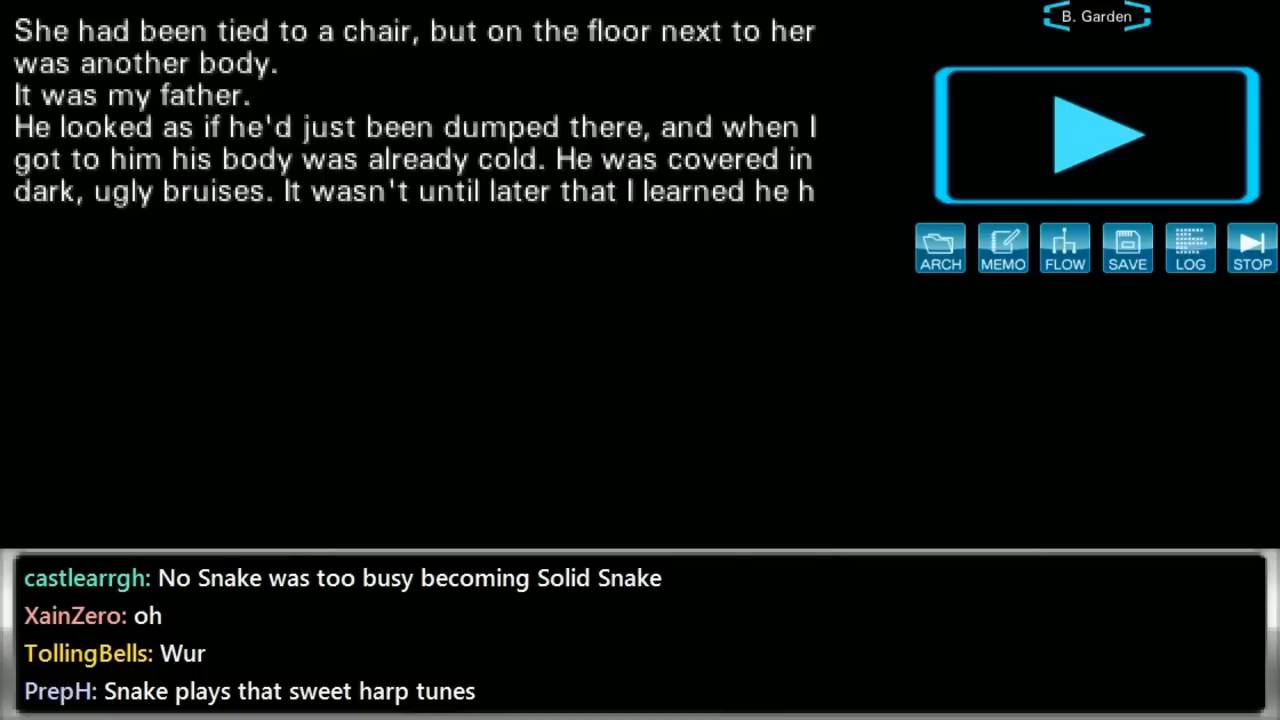 She had been tied to a chair, but on the floor next to her
was another body.
It was my father.
He looked as if he'd just been dumped there, and when I
got to him his body was already cold. He was covered in
dark, ugly bruises. It wasn't until later that I learned he h
B. Garden
ARCH MEMO FLOW SAVE LOG STOP
castlearrgh: No Snake was too busy becoming Solid Snake
XainZero: oh
TollingBells: Wur
PrepH: Snake plays that sweet harp tunes